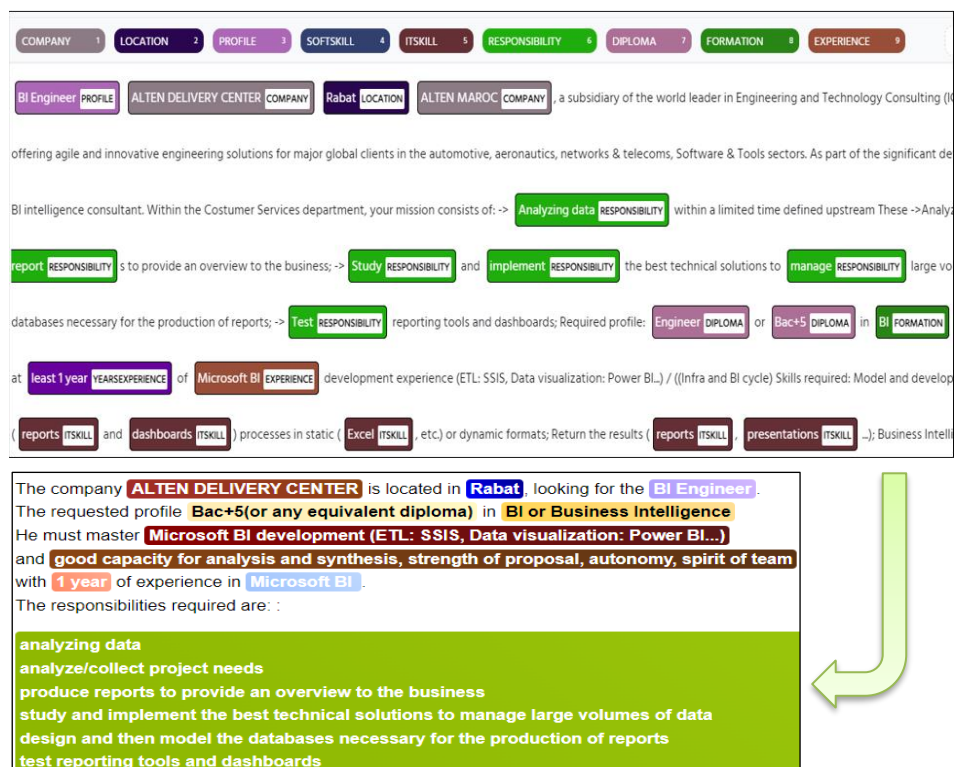 COMPANY 1 LOCATION 2 PROFILE 3 SOFTSKILL 4 ITSKILL 5 RESPONSIBILITY 6 DIPLOMA 7 FORMATION 8 EXPERIENCE 9
BI Engineer PROFILE ALTEN DELIVERY CENTER COMPANY Rabat LOCATION ALTEN MAROC COMPANY , a subsidiary of the world leader in Engineering and Technology Consulting
offering agile and innovative engineering solutions for major global clients in the automotive, aeronautics, networks & telecoms, Software & Tools sectors. As part of the significant de
BI intelligence consultant. Within the Costumer Services department, your mission consists of: -> Analyzing data RESPONSIBILITY within a limited time defined upstream These ->Analyz
report RESPONSIBILITY s to provide an overview to the business; -> Study RESPONSIBILITY and implement RESPONSIBILITY the best technical solutions to manage RESPONSIBILITY large vo
databases necessary for the production of reports; -> Test RESPONSIBILITY reporting tools and dashboards; Required profile: Engineer DIPLOMA or Bac+5 DIPLOMA in BI FORMATION
at least 1 year YEARSEXPERIENCE of Microsoft BI EXPERIENCE development experience (ETL: SSIS, Data visualization: Power BI...) / ((Infra and BI cycle) Skills required: Model and develop
( reports ITSKILL and dashboards ITSKILL ) processes in static ( Excel ITSKILL , etc.) or dynamic formats; Return the results ( reports ITSKILL , presentations ITSKILL ...); Business Intelli
The company ALTEN DELIVERY CENTER is located in Rabat, looking for the BI Engineer .
The requested profile Bac+5(or any equivalent diploma) in BI or Business Intelligence
He must master Microsoft BI development (ETL: SSIS, Data visualization: Power BI...)
and good capacity for analysis and synthesis, strength of proposal, autonomy, spirit of team
with 1 year of experience in Microsoft BI .
The responsibilities required are: :
analyzing data
analyze/collect project needs
produce reports to provide an overview to the business
study and implement the best technical solutions to manage large volumes of data
design and then model the databases necessary for the production of reports
test reporting tools and dashboards